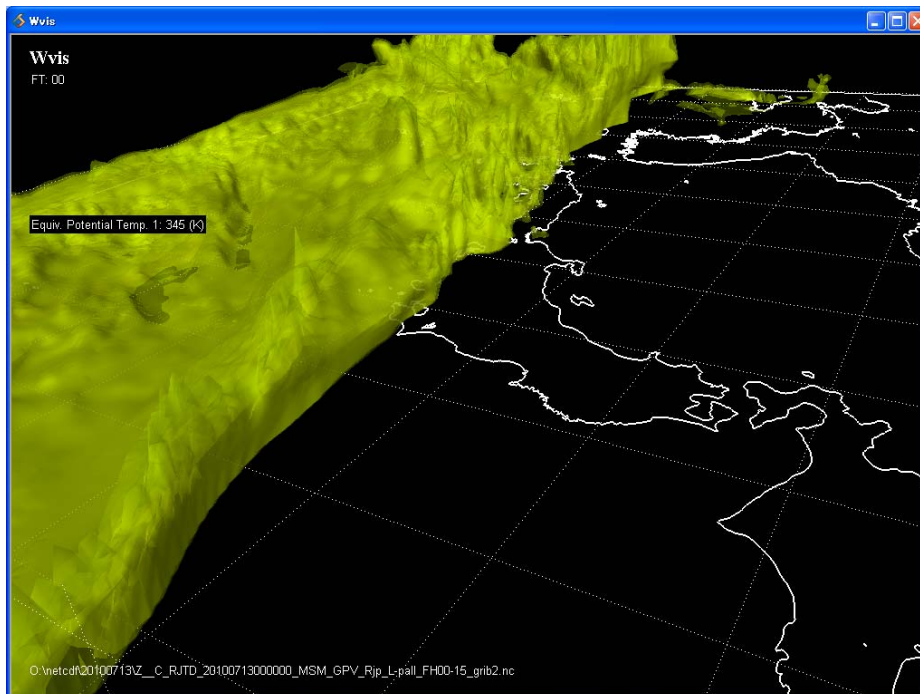 Wvis
Wvis
FT: 00
Equiv. Potential Temp. 1: 345 (K)
O:\netcdf\20100713\Z__C_RJTD_20100713000000_MSM_GPV_Rjp_L-pall_FH00-15_grib2.nc